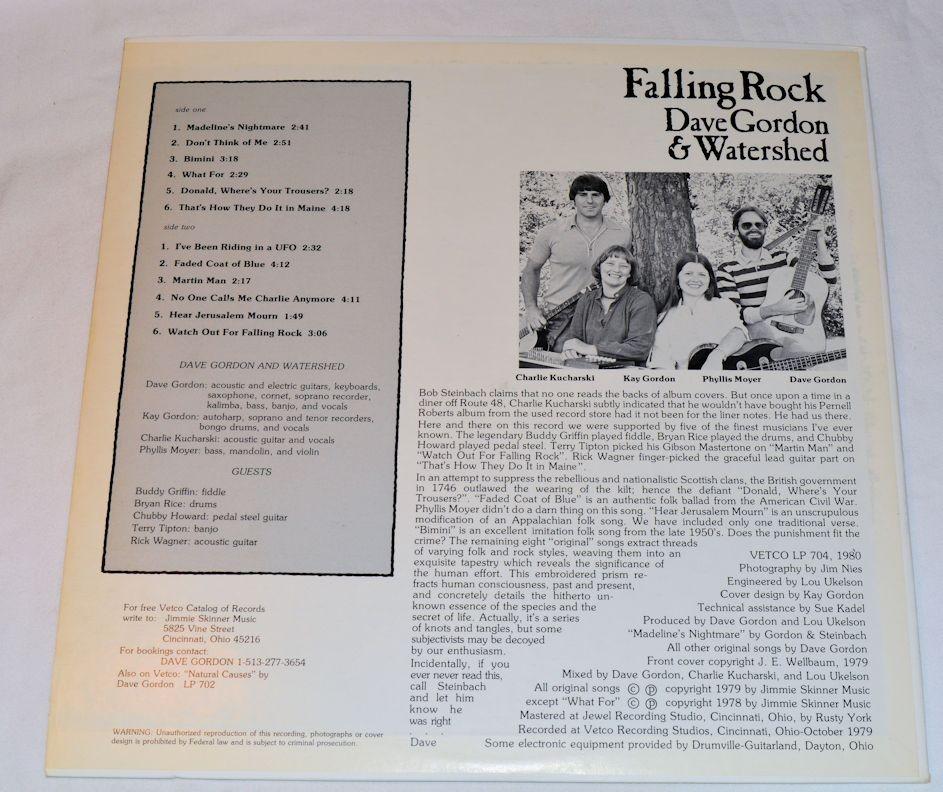 Falling Rock
Dave Gordon
& Watershed
side one
1. Madeline's Nightmare 2:41
2. Don't Think of Me 2:51
3. Bimini 3:18
4. What For 2:29
5. Donald, Where's Your Trousers? 2:18
6. That's How They Do It in Maine 4:18
side two
1. I've Been Riding in a UFO 2:32
2. Faded Coat of Blue 4:12
3. Martin Man 2:17
4. No One Calls Me Charlie Anymore 4:11
5. Hear Jerusalem Mourn 1:49
6. Watch Out For Falling Rock 3:06
DAVE GORDON AND WATERSHED
Dave Gordon: acoustic and electric guitars, keyboards,
saxophone, cornet, soprano recorder,
kalimba, bass, banjo, and vocals
Kay Gordon: autoharp, soprano and tenor recorders,
bongo drums, and vocals
Charlie Kucharski: acoustic guitar and vocals
Phyllis Moyer: bass, mandolin, and violin
GUESTS
Buddy Griffin: fiddle
Bryan Rice: drums
Chubby Howard: pedal steel guitar
Terry Tipton: banjo
Rick Wagner: acoustic guitar
For free Vetco Catalog of Records
write to: Jimmie Skinner Music
5825 Vine Street
Cincinnati, Ohio 45216
For bookings contact:
DAVE GORDON 1-513-277-3654
Also on Vetco: "Natural Causes" by
Dave Gordon LP 702
WARNING: Unauthorized reproduction of this recording, photographs or cover
design is prohibited by Federal law and is subject to criminal prosecution.
Charlie Kucharski Kay Gordon Phyllis Moyer Dave Gordon
Bob Steinbach claims that no one reads the backs of album covers. But once upon a time in a
diner off Route 48, Charlie Kucharski subtly indicated that he wouldn't have bought his Pernell
Roberts album from the used record store had it not been for the liner notes. He had us there.
Here and there on this record we were supported by five of the finest musicians I've ever
known. The legendary Buddy Griffin played fiddle, Bryan Rice played the drums, and Chubby
Howard played pedal steel. Terry Tipton picked his Gibson Mastertone on "Martin Man" and
"Watch Out For Falling Rock". Rick Wagner finger-picked the graceful lead guitar part on
"That's How They Do It in Maine".
In an attempt to suppress the rebellious and nationalistic Scottish clans, the British government
in 1746 outlawed the wearing of the kilt; hence the defiant "Donald, Where's Your
Trousers?". "Faded Coat of Blue" is an authentic folk ballad from the American Civil War.
Phyllis Moyer didn't do a darn thing on this song. "Hear Jerusalem Mourn" is an unscrupulous
modification of an Appalachian folk song. We have included only one traditional verse.
"Bimini" is an excellent imitation folk song from the late 1950's. Does the punishment fit the
crime? The remaining eight "original" songs extract threads
of varying folk and rock styles, weaving them into an
exquisite tapestry which reveals the significance of
the human effort. This embroidered prism re-
fracts human consciousness, past and present,
and concretely details the hitherto un-
known essence of the species and the
secret of life. Actually, it's a series
of knots and tangles, but some
subjectivists may be decoyed
by our enthusiasm.
Incidentally, if you
ever never read this,
call Steinbach
and let him
know he
was right
Dave
VETCO LP 704, 1980
Photography by Jim Nies
Engineered by Lou Ukelson
Cover design by Kay Gordon
Technical assistance by Sue Kadel
Produced by Dave Gordon and Lou Ukelson
"Madeline's Nightmare" by Gordon & Steinbach
All other original songs by Dave Gordon
Front cover copyright J. E. Wellbaum, 1979
Mixed by Dave Gordon, Charlie Kucharski, and Lou Ukelson
All original songs © ℗ copyright 1979 by Jimmie Skinner Music
except "What For" © ℗ copyright 1978 by Jimmie Skinner Music
Mastered at Jewel Recording Studio, Cincinnati, Ohio, by Rusty York
Recorded at Vetco Recording Studios, Cincinnati, Ohio-October 1979
Some electronic equipment provided by Drumville-Guitarland, Dayton, Ohio